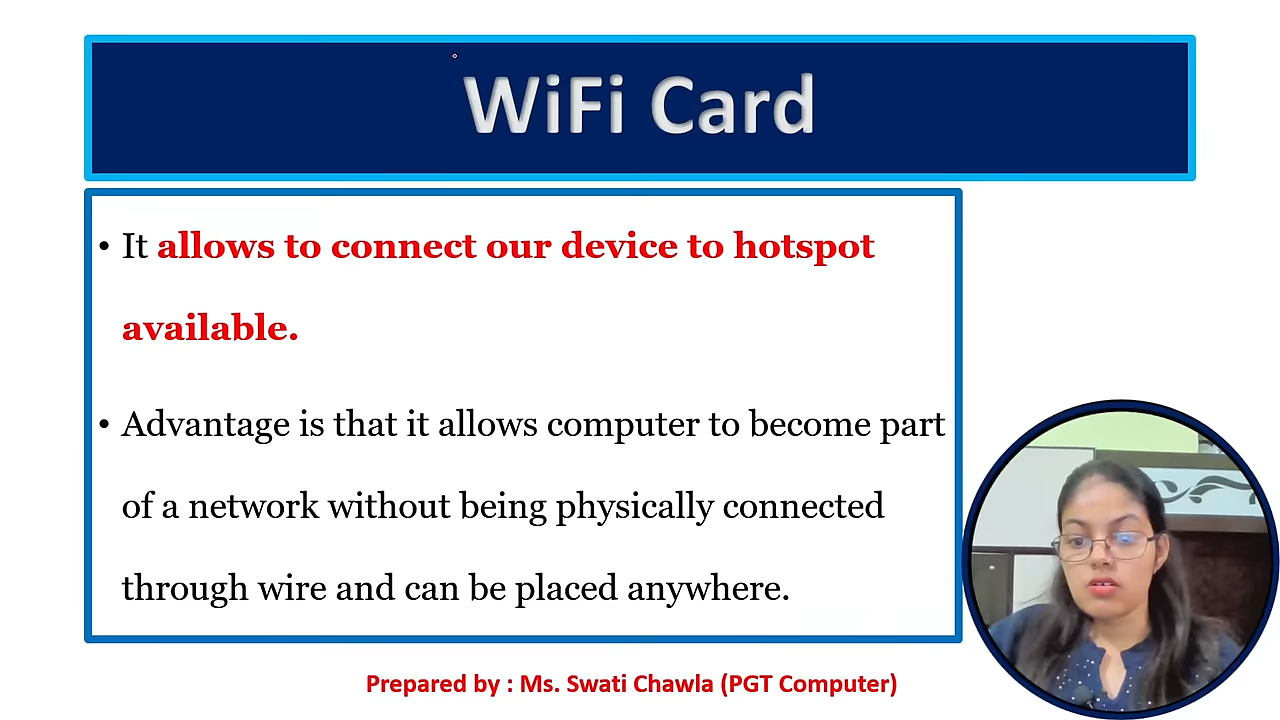 WiFi Card
• It allows to connect our device to hotspot
available.
• Advantage is that it allows computer to become part
of a network without being physically connected
through wire and can be placed anywhere.
Prepared by : Ms. Swati Chawla (PGT Computer)